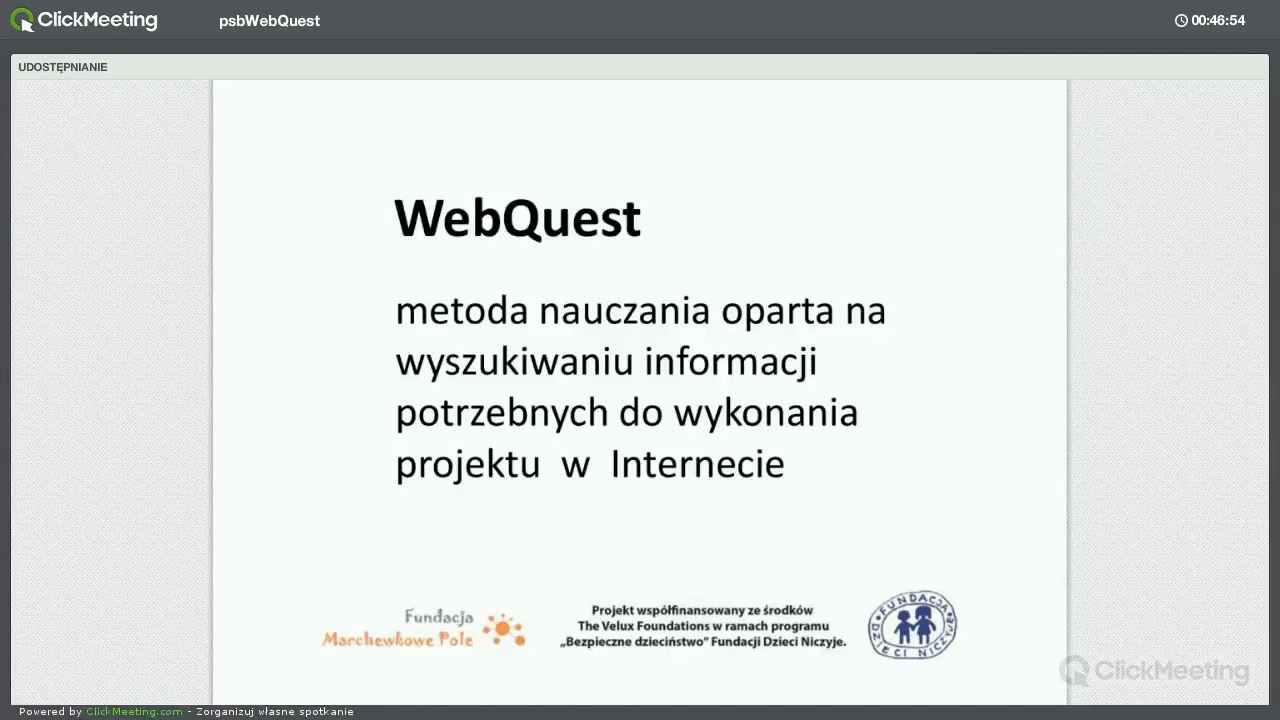 ClickMeeting
psbWebQuest
00:46:54
UDOSTĘPNIANIE
WebQuest
metoda nauczania oparta na
wyszukiwaniu informacji
potrzebnych do wykonania
projektu w Internecie
Fundacja
Marchewkowe Pole
Projekt współfinansowany ze środków
The Velux Foundations w ramach programu
„Bezpieczne dzieciństwo" Fundacji Dzieci Niczyje.
FUNDACJA
DZIECI NICZYJE
ClickMeeting
Powered by ClickMeeting.com - Zorganizuj własne spotkanie